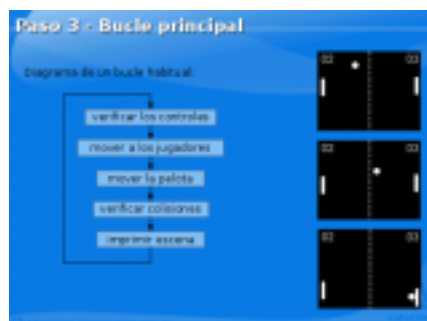 Paso 3 - Bucle principal
Diagrama de un bucle habitual:
verificar los controles
mover a los jugadores
mover la pelota
verificar colisiones
imprimir escena